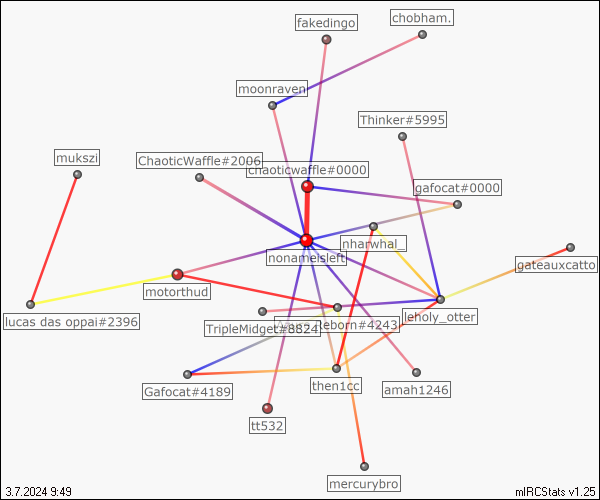 chobham.
fakedingo
moonraven
Thinker#5995
mukszi
ChaoticWaffle#2006
chaoticwaffle#0000
gafocat#0000
nharwhal_
nonameisleft
gateauxcatto
motorthud
lucas das oppai#2396
leholy_otter
TripleMidget#8824
Reborn#4243
then1cc
Gafocat#4189
amah1246
tt532
mercurybro
3.7.2024 9:49
mIRCStats v1.25